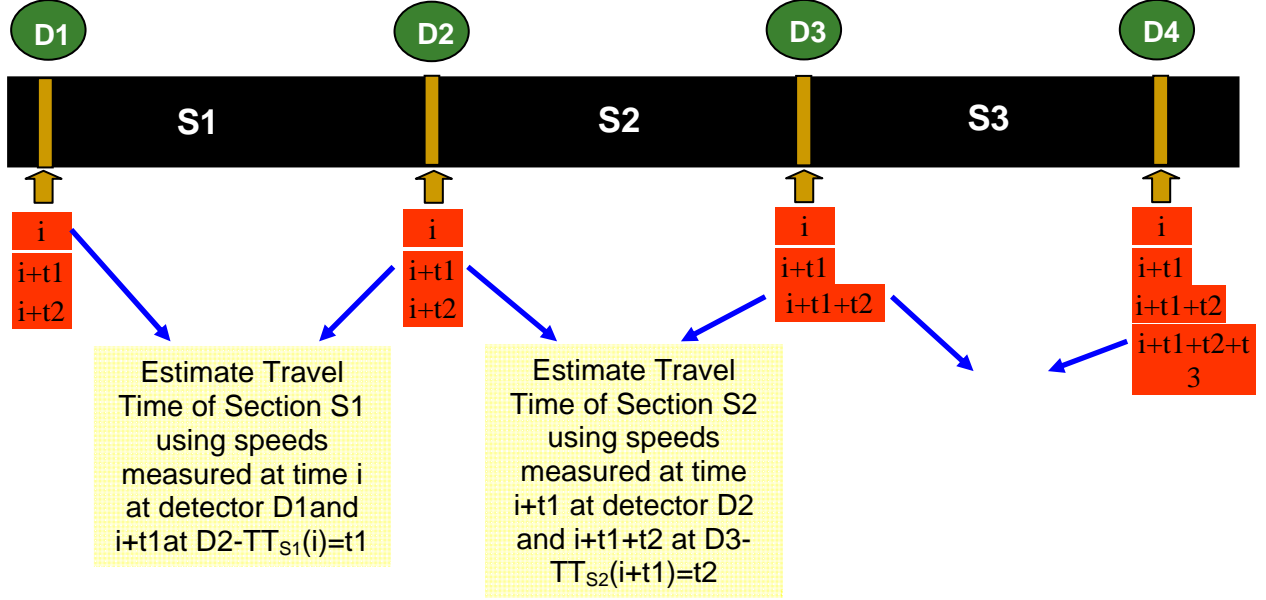 D1 D2 D3 D4
S1 S2 S3
i
i+t1
i+t2
i
i+t1
i+t2
i
i+t1
i+t1+t2
i
i+t1
i+t1+t2
i+t1+t2+t
3
Estimate Travel
Time of Section S1
using speeds
measured at time i
at detector D1and
i+t1at D2-TTS1(i)=t1
Estimate Travel
Time of Section S2
using speeds
measured at time
i+t1 at detector D2
and i+t1+t2 at D3-
TTS2(i+t1)=t2